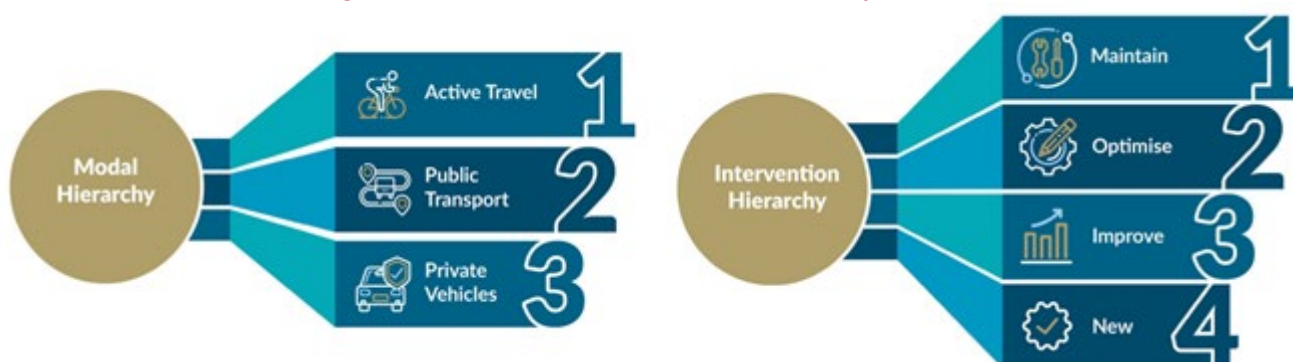 Modal
Hierarchy
Active Travel
1
Public
Transport
2
Private
Vehicles
3
Intervention
Hierarchy
Maintain
1
Optimise
2
Improve
3
New
4